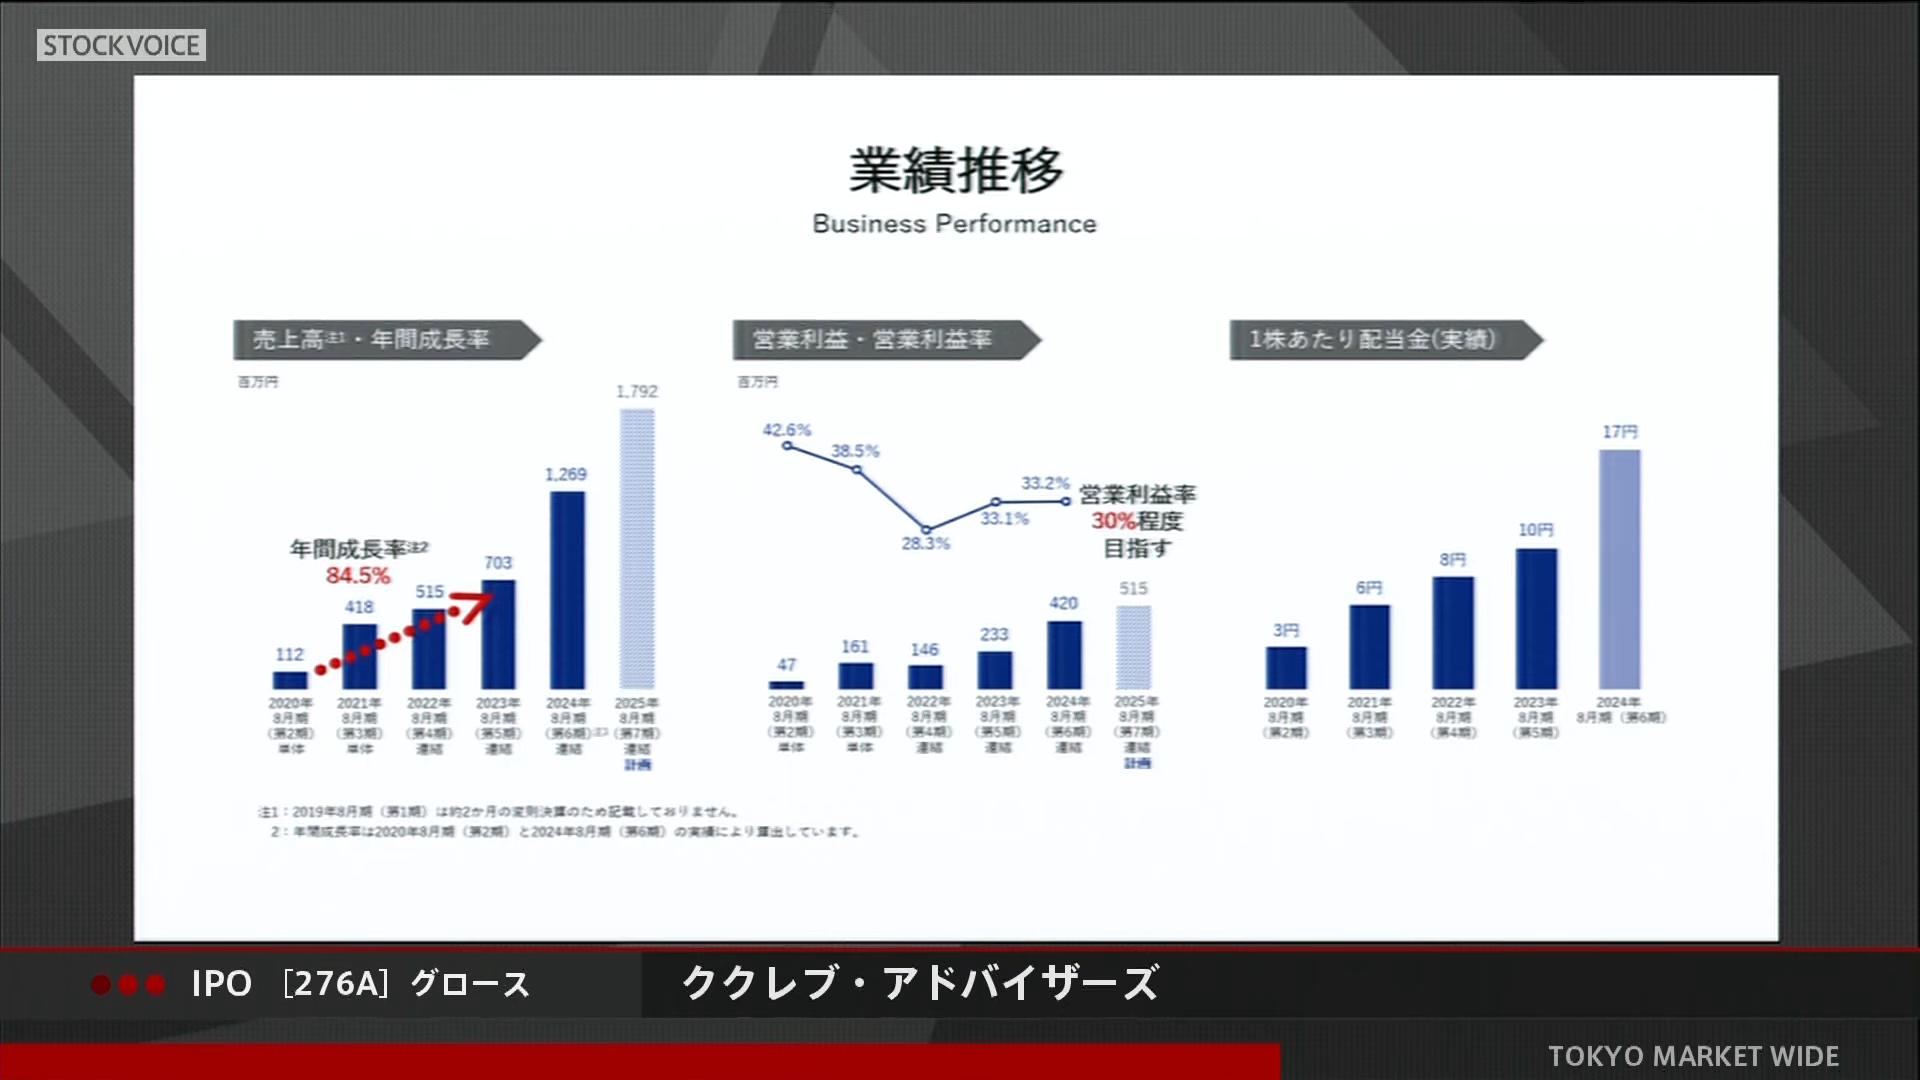 STOCKVOICE
業績推移
Business Performance
売上高注1・年間成長率
百万円
1,792
1,269
703
515
418
112
年間成長率注2
84.5%
2020年 2021年 2022年 2023年 2024年 2025年
8月期 8月期 8月期 8月期 8月期 8月期
(第2期) (第3期) (第4期) (第5期) (第6期) (第7期)
単体 単体 連結 連結 連結 連結
計画
営業利益・営業利益率
百万円
42.6%
38.5%
28.3%
33.1%
33.2%
営業利益率
30%程度
目指す
515
420
233
146
161
47
2020年 2021年 2022年 2023年 2024年 2025年
8月期 8月期 8月期 8月期 8月期 8月期
(第2期) (第3期) (第4期) (第5期) (第6期) (第7期)
単体 単体 連結 連結 連結 連結
計画
1株あたり配当金(実績)
17円
10円
8円
6円
3円
2020年 2021年 2022年 2023年 2024年
8月期 8月期 8月期 8月期 8月期（第6期）
(第2期) (第3期) (第4期) (第5期)
注1：2019年8月期（第1期）は約2か月の変則決算のため記載しておりません。
2：年間成長率は2020年8月期（第2期）と2024年8月期（第6期）の実績により算出しています。
IPO ［276A］グロース
ククレブ・アドバイザーズ
TOKYO MARKET WIDE